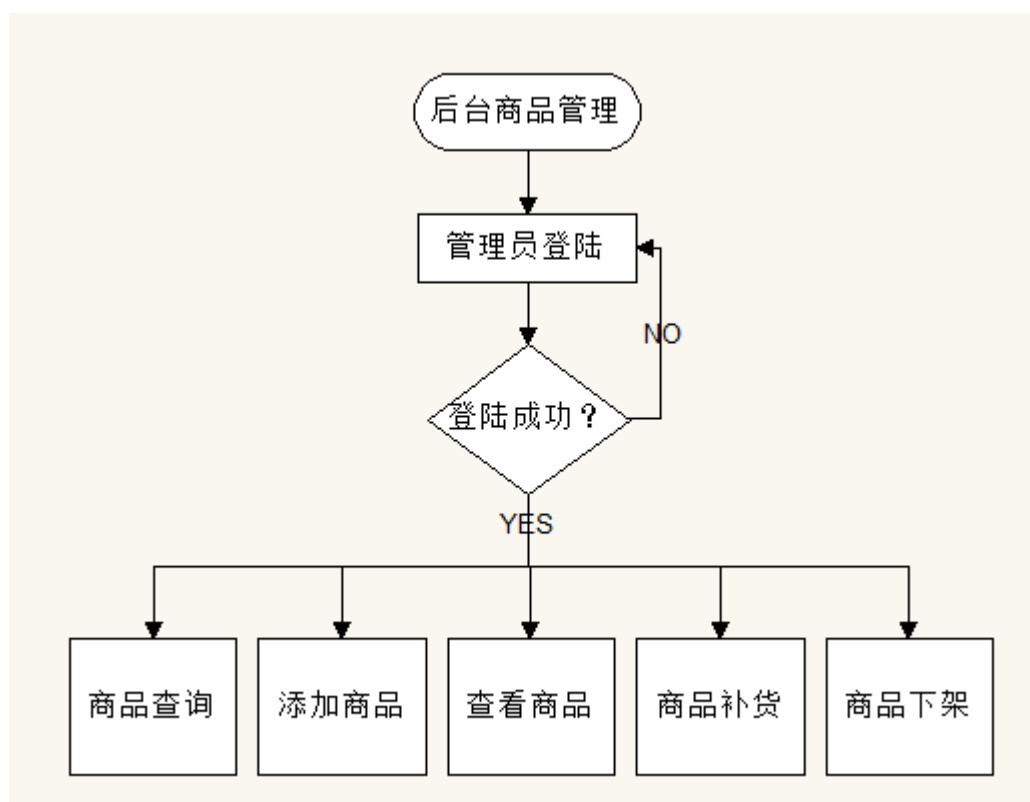 后台商品管理
管理员登陆
NO
登陆成功？
YES
商品查询
添加商品
查看商品
商品补货
商品下架